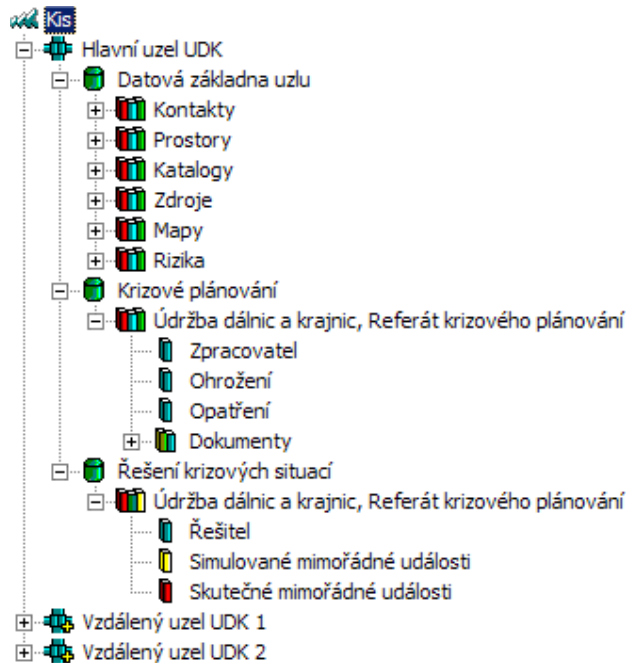 Kis
Hlavní uzel UDK
Datová základna uzlu
Kontakty
Prostory
Katalogy
Zdroje
Mapy
Rizika
Krizové plánování
Údržba dálnic a krajnic, Referát krizového plánování
Zpracovatel
Ohrožení
Opatření
Dokumenty
Řešení krizových situací
Údržba dálnic a krajnic, Referát krizového plánování
Řešitel
Simulované mimořádné události
Skutečné mimořádné události
Vzdálený uzel UDK 1
Vzdálený uzel UDK 2